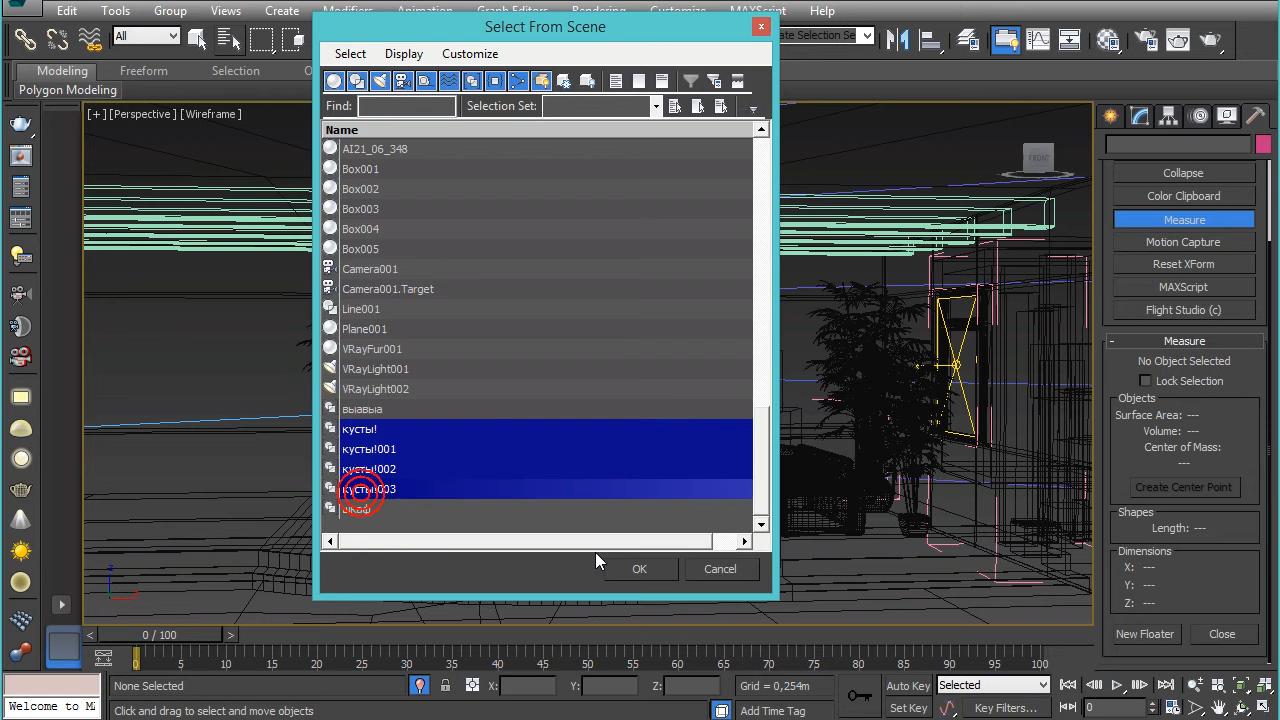 Edit Tools Group Views Create Modifiers Animation Graph Editors Rendering Customize MAXScript Help
Select From Scene
All
ate Selection Se
Select Display Customize
Modeling Freeform Selection
Polygon Modeling
Find: Selection Set:
[ + ] [Perspective ] [Wireframe ]
Name
FRONT
AI21_06_348
Box001
Box002
Box003
Box004
Box005
Camera001
Camera001.Target
Line001
Plane001
VRayFur001
VRayLight001
VRayLight002
выавыа
кусты!
кусты!001
кусты!002
кусты!003
шкаф
OK Cancel
Collapse
Color Clipboard
Measure
Motion Capture
Reset XForm
MAXScript
Flight Studio (c)
- Measure
No Object Selected
Lock Selection
Objects
Surface Area: ---
Volume: ---
Center of Mass:
---
Create Center Point
Shapes
Length: ---
Dimensions
X: ---
Y: ---
Z: ---
New Floater Close
z
< 0 / 100 >
0 5 10 15 20 25 30 35 40 45 50 55 60 65 70 75 80 85 90 95 100
None Selected X: Y: Z: Grid = 0,254m Auto Key Selected
Welcome to Click and drag to select and move objects Add Time Tag Set Key Key Filters... 0